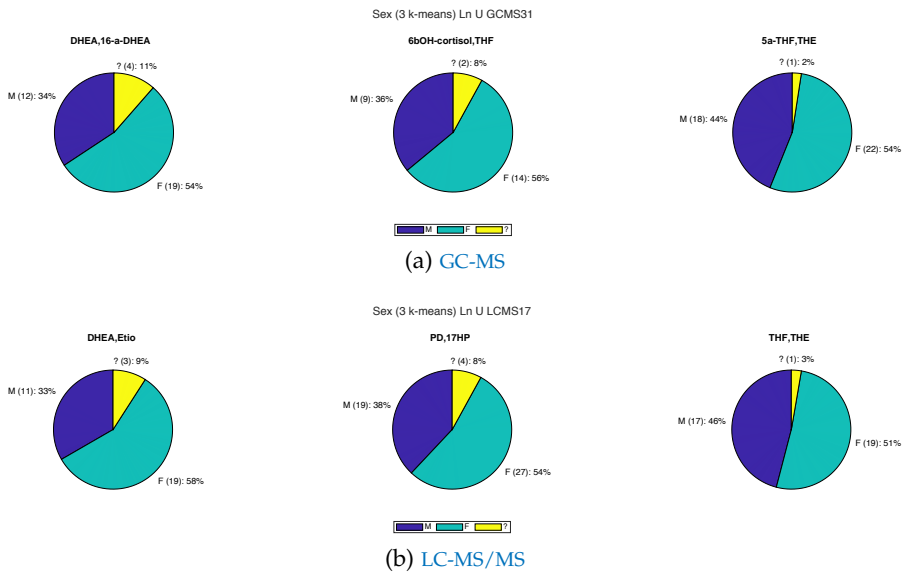 Sex (3 k-means) Ln U GCMS31
DHEA,16-a-DHEA
6bOH-cortisol,THF
5a-THF,THE
? (4): 11%
M (12): 34%
F (19): 54%
? (2): 8%
M (9): 36%
F (14): 56%
? (1): 2%
M (18): 44%
F (22): 54%
M F ?
(a) GC-MS
Sex (3 k-means) Ln U LCMS17
DHEA,Etio
PD,17HP
THF,THE
? (3): 9%
M (11): 33%
F (19): 58%
? (4): 8%
M (19): 38%
F (27): 54%
? (1): 3%
M (17): 46%
F (19): 51%
M F ?
(b) LC-MS/MS